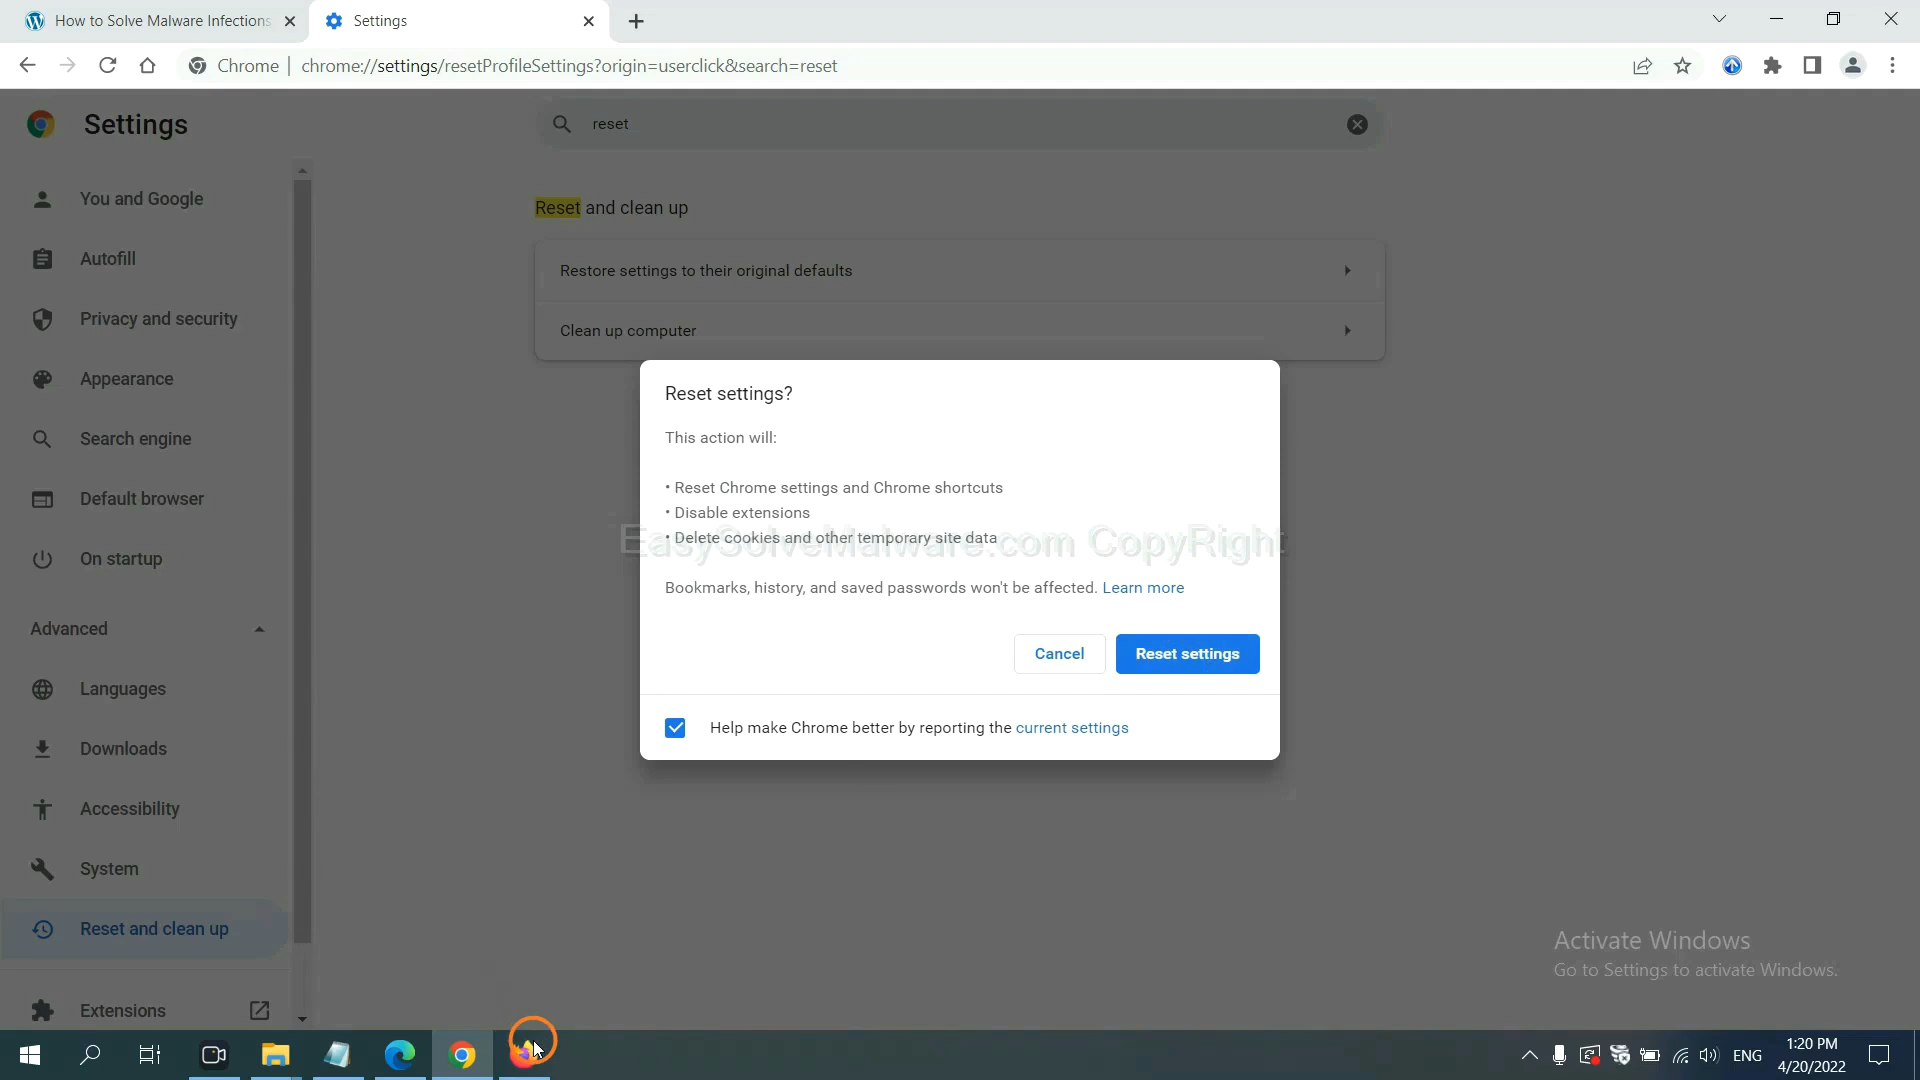 How to Solve Malware Infections
Settings
Chrome | chrome://settings/resetProfileSettings?origin=userclick&search=reset
Settings
reset
You and Google
Autofill
Privacy and security
Appearance
Search engine
Default browser
On startup
Advanced
Languages
Downloads
Accessibility
System
Reset and clean up
Extensions
Reset and clean up
Restore settings to their original defaults
Clean up computer
Reset settings?
This action will:
• Reset Chrome settings and Chrome shortcuts
• Disable extensions
• Delete cookies and other temporary site data
EasySolveMalware.com CopyRight
Bookmarks, history, and saved passwords won't be affected. Learn more
Cancel
Reset settings
Help make Chrome better by reporting the current settings
Activate Windows
Go to Settings to activate Windows.
ENG
1:20 PM
4/20/2022